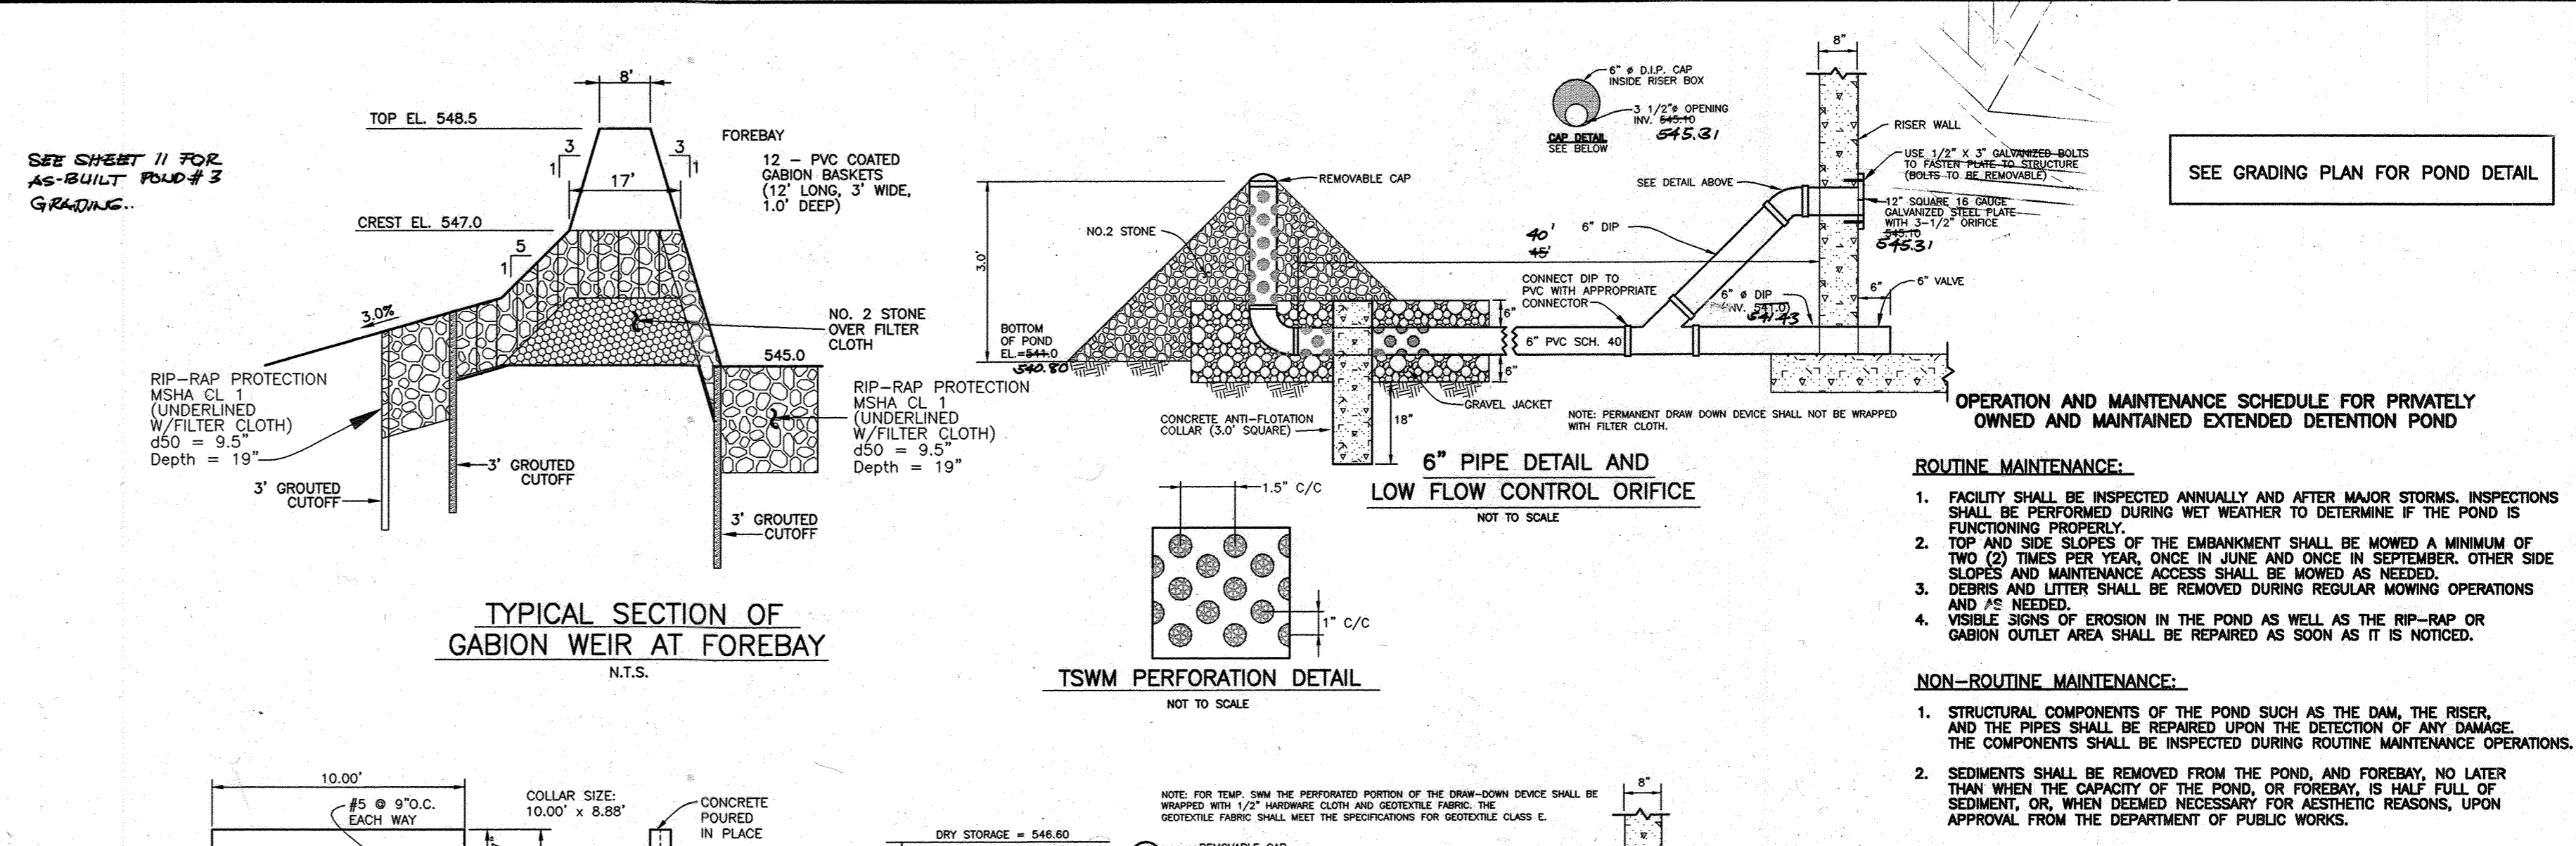 SEE SHEET 11 FOR
AS-BUILT POND # 3
GRADING..
8'
TOP EL. 548.5
3
1
3
1
17'
CREST EL. 547.0
5
1
3.0%
FOREBAY
12 - PVC COATED
GABION BASKETS
(12' LONG, 3' WIDE,
1.0' DEEP)
NO. 2 STONE
OVER FILTER
CLOTH
545.0
RIP-RAP PROTECTION
MSHA CL 1
(UNDERLINED
W/FILTER CLOTH)
d50 = 9.5"
Depth = 19"
RIP-RAP PROTECTION
MSHA CL 1
(UNDERLINED
W/FILTER CLOTH)
d50 = 9.5"
Depth = 19"
3' GROUTED
CUTOFF
3' GROUTED
CUTOFF
3' GROUTED
CUTOFF
TYPICAL SECTION OF
GABION WEIR AT FOREBAY
N.T.S.
6" ø D.I.P. CAP
INSIDE RISER BOX
3 1/2"ø OPENING
INV. 545.10
545.31
CAP DETAIL
SEE BELOW
8"
RISER WALL
USE 1/2" X 3" GALVANIZED BOLTS
TO FASTEN PLATE TO STRUCTURE
(BOLTS TO BE REMOVABLE)
SEE DETAIL ABOVE
12" SQUARE 16 GAUGE
GALVANIZED STEEL PLATE
WITH 3-1/2" ORIFICE
545.10
545.31
REMOVABLE CAP
NO.2 STONE
3.0'
40'
45'
6" DIP
CONNECT DIP TO
PVC WITH APPROPRIATE
CONNECTOR
6" ø DIP
INV. 541.0)
541.43
6"
6" VALVE
BOTTOM
OF POND
EL.=541.0
540.80
6"
6"
6" PVC SCH. 40
GRAVEL JACKET
CONCRETE ANTI-FLOTATION
COLLAR (3.0' SQUARE)
18"
NOTE: PERMANENT DRAW DOWN DEVICE SHALL NOT BE WRAPPED
WITH FILTER CLOTH.
6" PIPE DETAIL AND
LOW FLOW CONTROL ORIFICE
NOT TO SCALE
1.5" C/C
1" C/C
TSWM PERFORATION DETAIL
NOT TO SCALE
SEE GRADING PLAN FOR POND DETAIL
OPERATION AND MAINTENANCE SCHEDULE FOR PRIVATELY
OWNED AND MAINTAINED EXTENDED DETENTION POND
ROUTINE MAINTENANCE:
1. FACILITY SHALL BE INSPECTED ANNUALLY AND AFTER MAJOR STORMS. INSPECTIONS
SHALL BE PERFORMED DURING WET WEATHER TO DETERMINE IF THE POND IS
FUNCTIONING PROPERLY.
2. TOP AND SIDE SLOPES OF THE EMBANKMENT SHALL BE MOWED A MINIMUM OF
TWO (2) TIMES PER YEAR, ONCE IN JUNE AND ONCE IN SEPTEMBER. OTHER SIDE
SLOPES AND MAINTENANCE ACCESS SHALL BE MOWED AS NEEDED.
3. DEBRIS AND LITTER SHALL BE REMOVED DURING REGULAR MOWING OPERATIONS
AND AS NEEDED.
4. VISIBLE SIGNS OF EROSION IN THE POND AS WELL AS THE RIP-RAP OR
GABION OUTLET AREA SHALL BE REPAIRED AS SOON AS IT IS NOTICED.
NON-ROUTINE MAINTENANCE:
1. STRUCTURAL COMPONENTS OF THE POND SUCH AS THE DAM, THE RISER,
AND THE PIPES SHALL BE REPAIRED UPON THE DETECTION OF ANY DAMAGE.
THE COMPONENTS SHALL BE INSPECTED DURING ROUTINE MAINTENANCE OPERATIONS.
2. SEDIMENTS SHALL BE REMOVED FROM THE POND, AND FOREBAY, NO LATER
THAN WHEN THE CAPACITY OF THE POND, OR FOREBAY, IS HALF FULL OF
SEDIMENT, OR, WHEN DEEMED NECESSARY FOR AESTHETIC REASONS, UPON
APPROVAL FROM THE DEPARTMENT OF PUBLIC WORKS.
10.00'
#5 @ 9"O.C.
EACH WAY
COLLAR SIZE:
10.00' x 8.88'
CONCRETE
POURED
IN PLACE
NOTE: FOR TEMP. SWM THE PERFORATED PORTION OF THE DRAW-DOWN DEVICE SHALL BE
WRAPPED WITH 1/2" HARDWARE CLOTH AND GEOTEXTILE FABRIC. THE
GEOTEXTILE FABRIC SHALL MEET THE SPECIFICATIONS FOR GEOTEXTILE CLASS E.
8"
DRY STORAGE = 546.60
REMOVABLE CAP